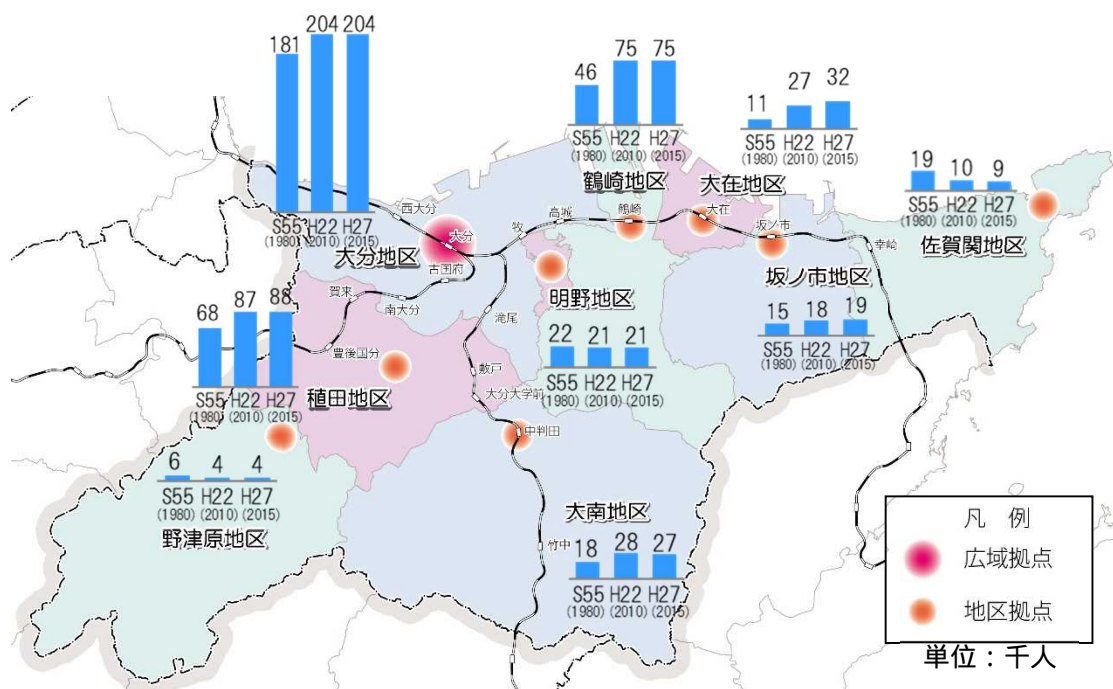 181 204 204
S55 H22 H27
(1980) (2010) (2015)
大分地区
46 75 75
S55 H22 H27
(1980) (2010) (2015)
鶴崎地区
11 27 32
S55 H22 H27
(1980) (2010) (2015)
大在地区
19 10 9
S55 H22 H27
(1980) (2010) (2015)
佐賀関地区
西大分
大分
牧
高城
鶴崎
大在
坂ノ市
幸崎
古国府
賀来
南大分
滝尾
豊後国分
敷戸
大分大学前
中判田
竹中
明野地区
22 21 21
S55 H22 H27
(1980) (2010) (2015)
坂ノ市地区
15 18 19
S55 H22 H27
(1980) (2010) (2015)
68 87 88
S55 H22 H27
(1980) (2010) (2015)
稙田地区
6 4 4
S55 H22 H27
(1980) (2010) (2015)
野津原地区
大南地区
18 28 27
S55 H22 H27
(1980) (2010) (2015)
凡 例
広域拠点
地区拠点
単位：千人